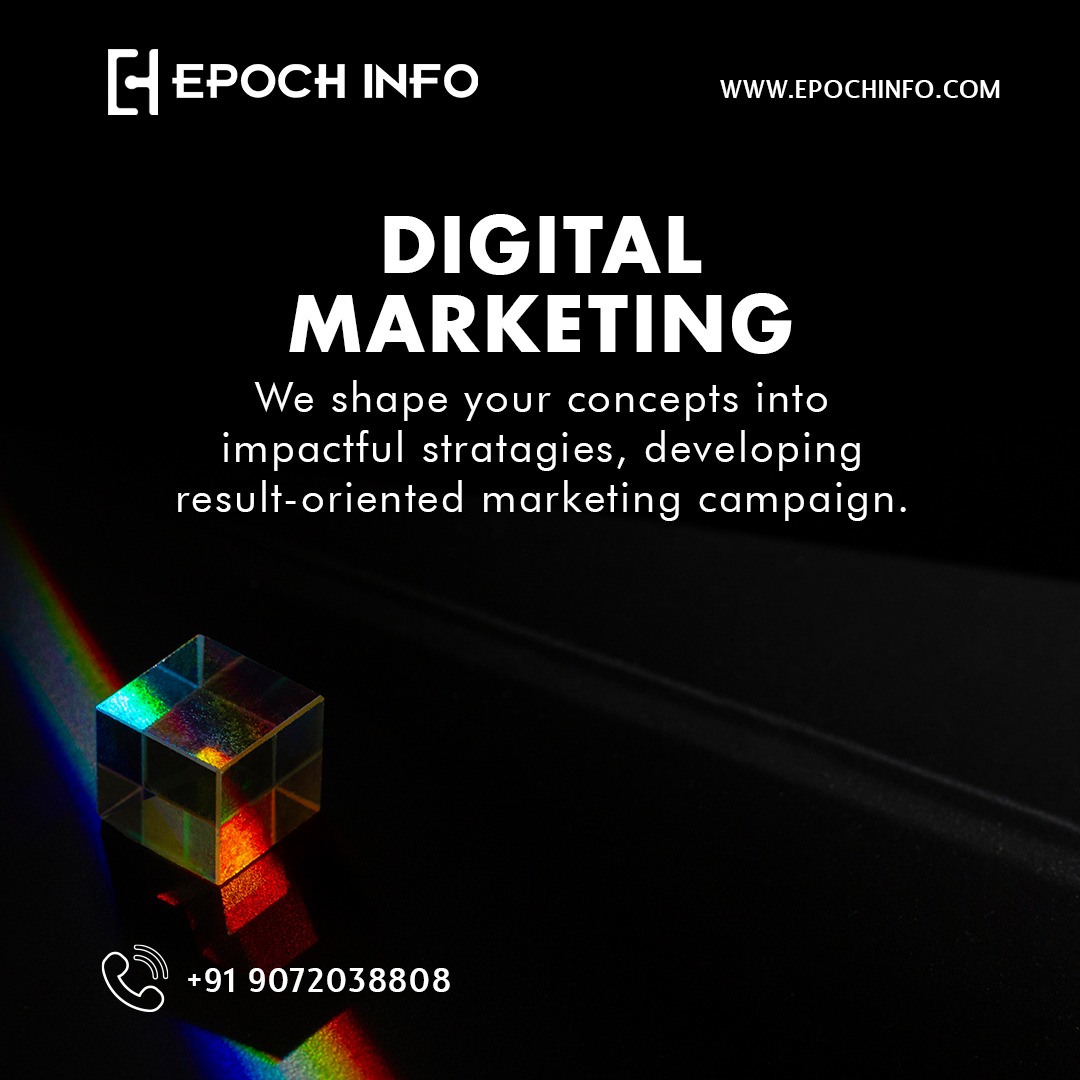 EPOCH INFO
WWW.EPOCHINFO.COM
DIGITAL
MARKETING
We shape your concepts into
impactful stratagies, developing
result-oriented marketing campaign.
+91 9072038808